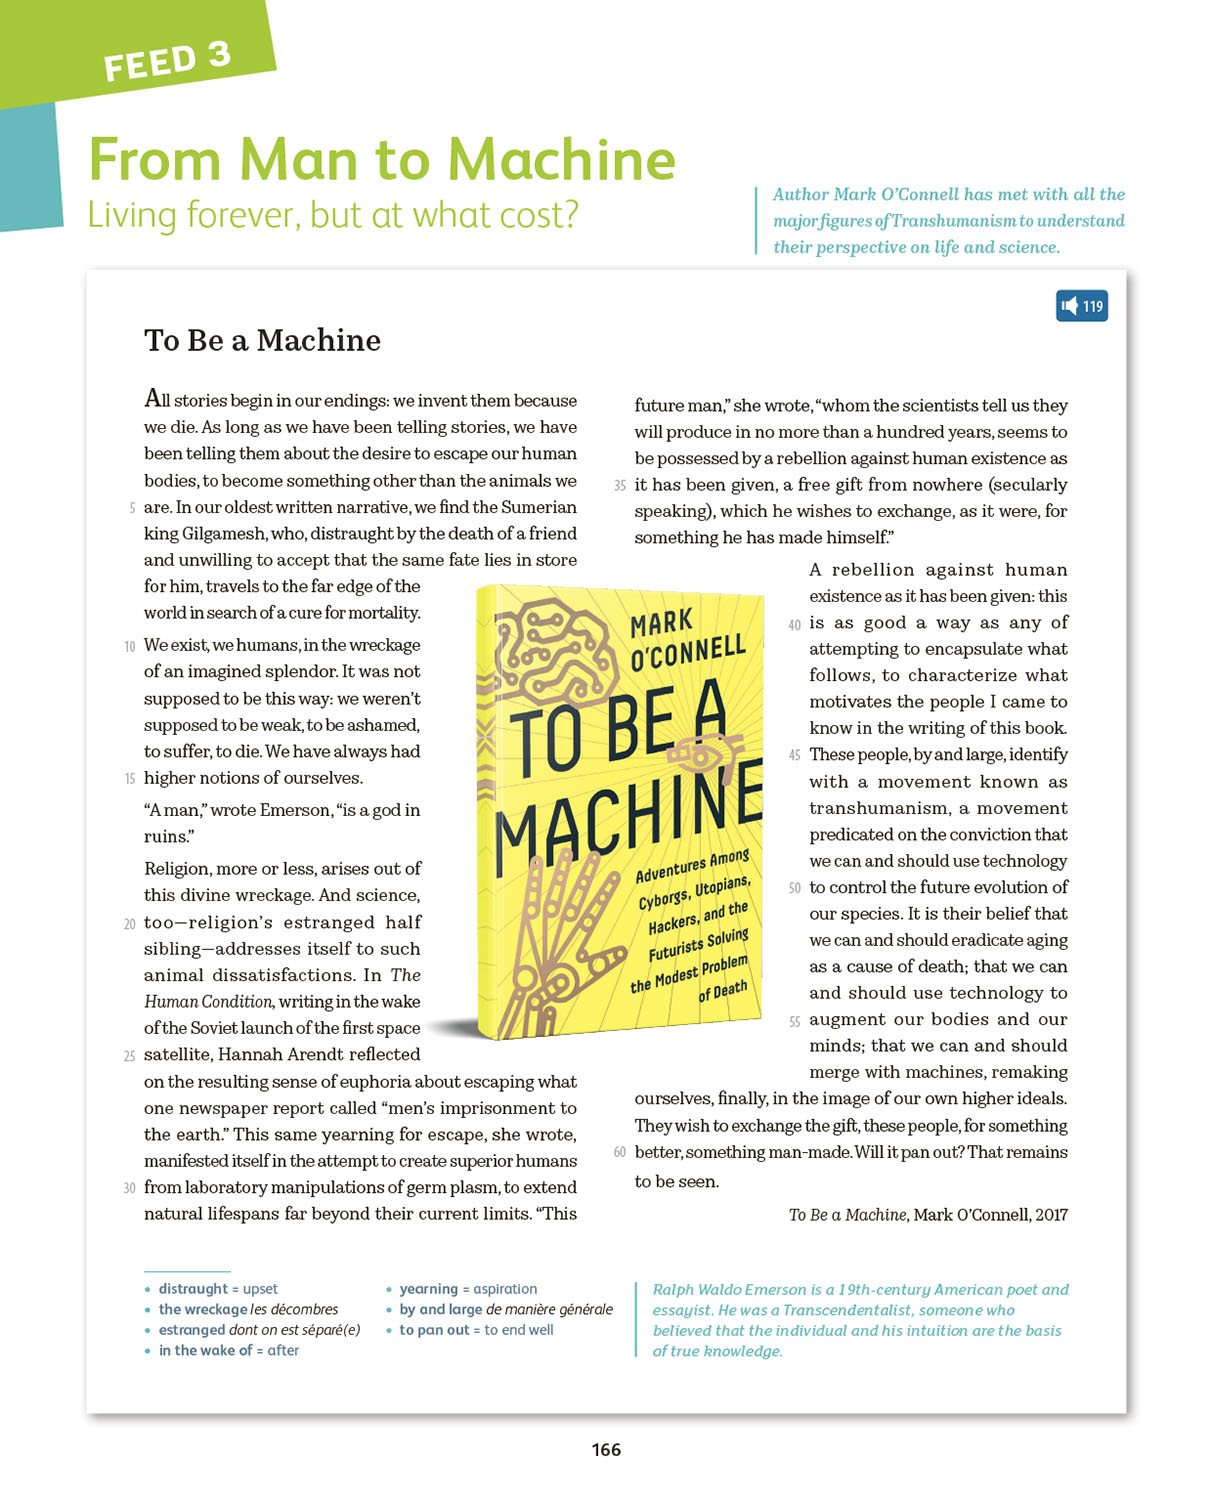 FEED 3
From Man to Machine
Living forever, but at what cost?
Author Mark O'Connell has met with all the
major figures of Transhumanism to understand
their perspective on life and science.
119
To Be a Machine
All stories begin in our endings: we invent them because
we die. As long as we have been telling stories, we have
been telling them about the desire to escape our human
bodies, to become something other than the animals we
5 are. In our oldest written narrative, we find the Sumerian
king Gilgamesh, who, distraught by the death of a friend
and unwilling to accept that the same fate lies in store
for him, travels to the far edge of the
world in search of a cure for mortality.
10 We exist, we humans, in the wreckage
of an imagined splendor. It was not
supposed to be this way: we weren't
supposed to be weak, to be ashamed,
to suffer, to die. We have always had
15 higher notions of ourselves.
"A man," wrote Emerson, "is a god in
ruins."
Religion, more or less, arises out of
this divine wreckage. And science,
20 too—religion's estranged half
sibling—addresses itself to such
animal dissatisfactions. In The
Human Condition, writing in the wake
of the Soviet launch of the first space
25 satellite, Hannah Arendt reflected
on the resulting sense of euphoria about escaping what
one newspaper report called "men's imprisonment to
the earth." This same yearning for escape, she wrote,
manifested itself in the attempt to create superior humans
30 from laboratory manipulations of germ plasm, to extend
natural lifespans far beyond their current limits. "This
future man," she wrote, "whom the scientists tell us they
will produce in no more than a hundred years, seems to
be possessed by a rebellion against human existence as
35 it has been given, a free gift from nowhere (secularly
speaking), which he wishes to exchange, as it were, for
something he has made himself."
A rebellion against human
existence as it has been given: this
40 is as good a way as any of
attempting to encapsulate what
follows, to characterize what
motivates the people I came to
know in the writing of this book.
45 These people, by and large, identify
with a movement known as
transhumanism, a movement
predicated on the conviction that
we can and should use technology
50 to control the future evolution of
our species. It is their belief that
we can and should eradicate aging
as a cause of death; that we can
and should use technology to
55 augment our bodies and our
minds; that we can and should
merge with machines, remaking
ourselves, finally, in the image of our own higher ideals.
They wish to exchange the gift, these people, for something
60 better, something man-made. Will it pan out? That remains
to be seen.
To Be a Machine, Mark O'Connell, 2017
MARK
O'CONNELL
TO BE A
MACHINE
Adventures Among
Cyborgs, Utopians,
Hackers, and the
Futurists Solving
the Modest Problem
of Death
• distraught = upset
• the wreckage les décombres
• estranged dont on est séparé(e)
• in the wake of = after
• yearning = aspiration
• by and large de manière générale
• to pan out = to end well
Ralph Waldo Emerson is a 19th-century American poet and
essayist. He was a Transcendentalist, someone who
believed that the individual and his intuition are the basis
of true knowledge.
166